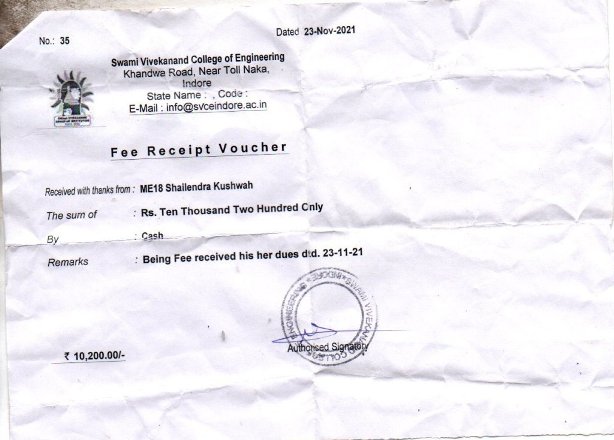 No.: 35
Dated 23-Nov-2021
Swami Vivekanand College of Engineering
Khandwa Road, Near Toll Naka,
Indore
State Name : , Code :
E-Mail : info@svceindore.ac.in
Fee Receipt Voucher
Received with thanks from : ME18 Shailendra Kushwah
The sum of : Rs. Ten Thousand Two Hundred Only
By : Cash
Remarks : Being Fee received his her dues dtd. 23-11-21
SWAMI VIVEKANAND COLLEGE ENGINEERING INDORE
Authorised Signatory
₹ 10,200.00/-